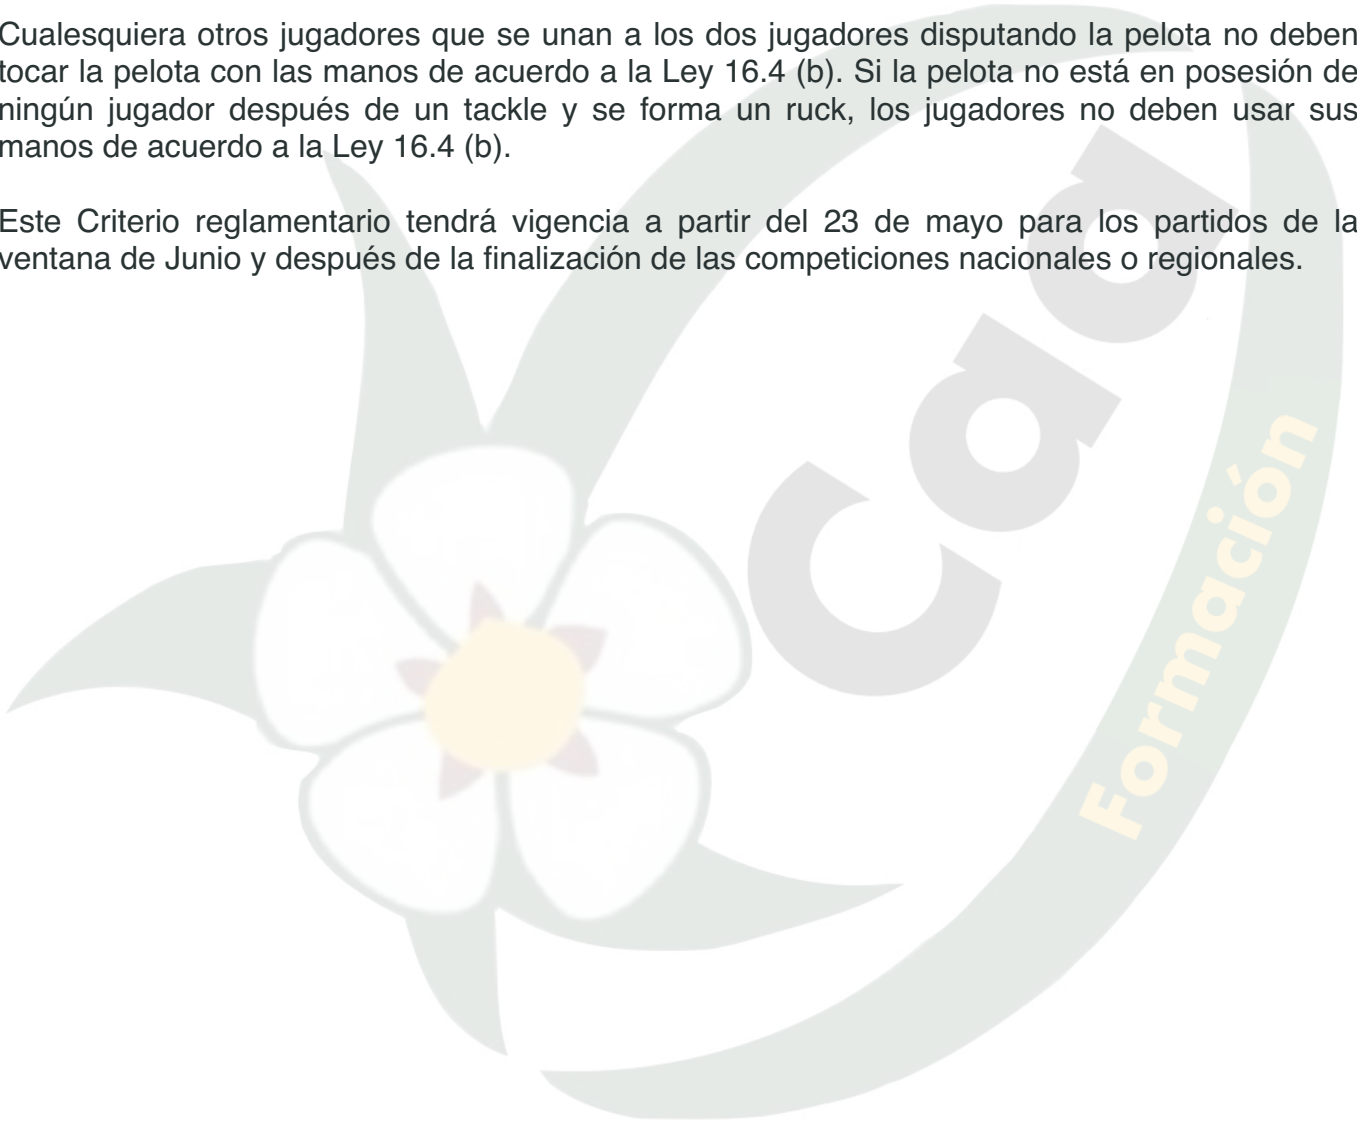 Cualesquiera otros jugadores que se unan a los dos jugadores disputando la pelota no deben
tocar la pelota con las manos de acuerdo a la Ley 16.4 (b). Si la pelota no está en posesión de
ningún jugador después de un tackle y se forma un ruck, los jugadores no deben usar sus
manos de acuerdo a la Ley 16.4 (b).
Este Criterio reglamentario tendrá vigencia a partir del 23 de mayo para los partidos de la
ventana de Junio y después de la finalización de las competiciones nacionales o regionales.
Caa
Formación